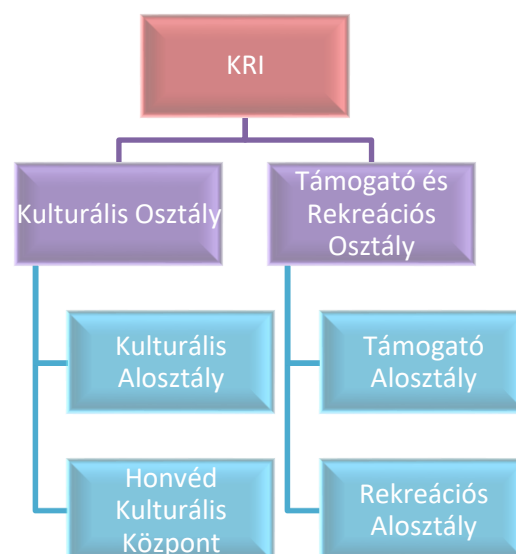 KRI
Kulturális Osztály
Támogató és
Rekreációs
Osztály
Kulturális
Alosztály
Támogató
Alosztály
Honvéd
Kulturális
Központ
Rekreációs
Alosztály